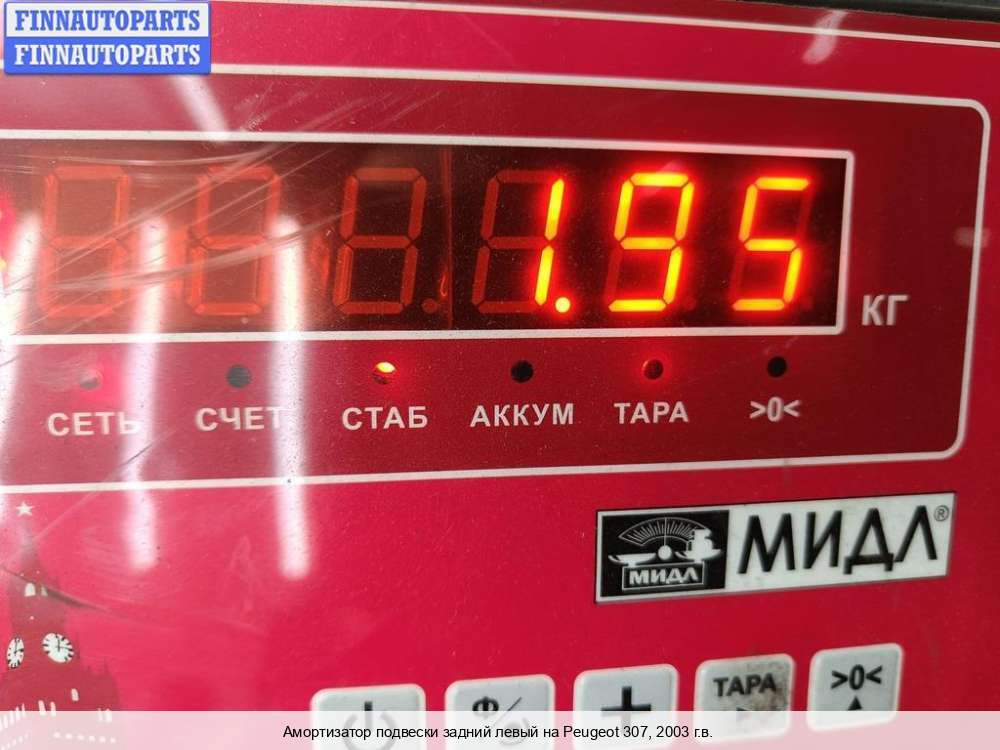 FINNAUTOPARTS
FINNAUTOPARTS
1.95
КГ
СЕТЬ СЧЕТ СТАБ АККУМ ТАРА >0<
МИДЛ МИДЛ®
Ф/ + ТАРА >0<
Амортизатор подвески задний левый на Peugeot 307, 2003 г.в.